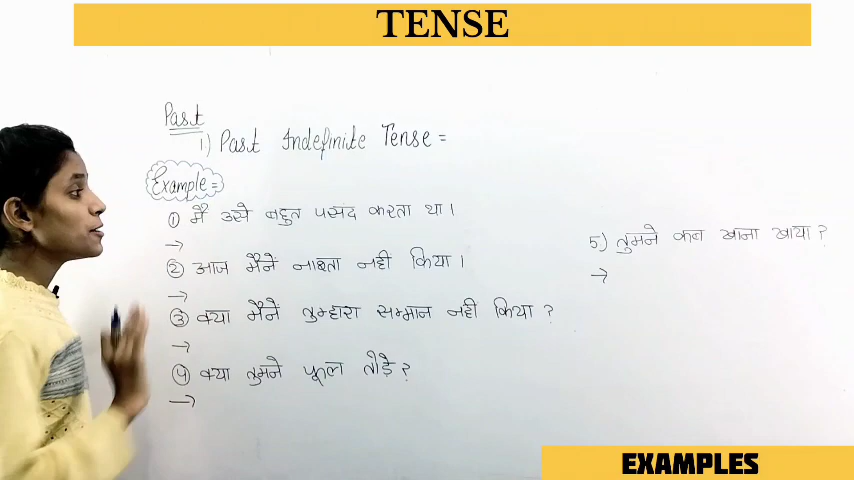 TENSE
Past
1) Past Indefinite Tense =
Example =
① मैं उसे बहुत पसंद करता था।
→
② आज मैंने नाश्ता नहीं किया।
→
③ क्या मैंने तुम्हारा सम्मान नहीं किया ?
→
④ क्या तुमने फूल तोड़े ?
→
5) तुमने कब खाना खाया ?
→
EXAMPLES